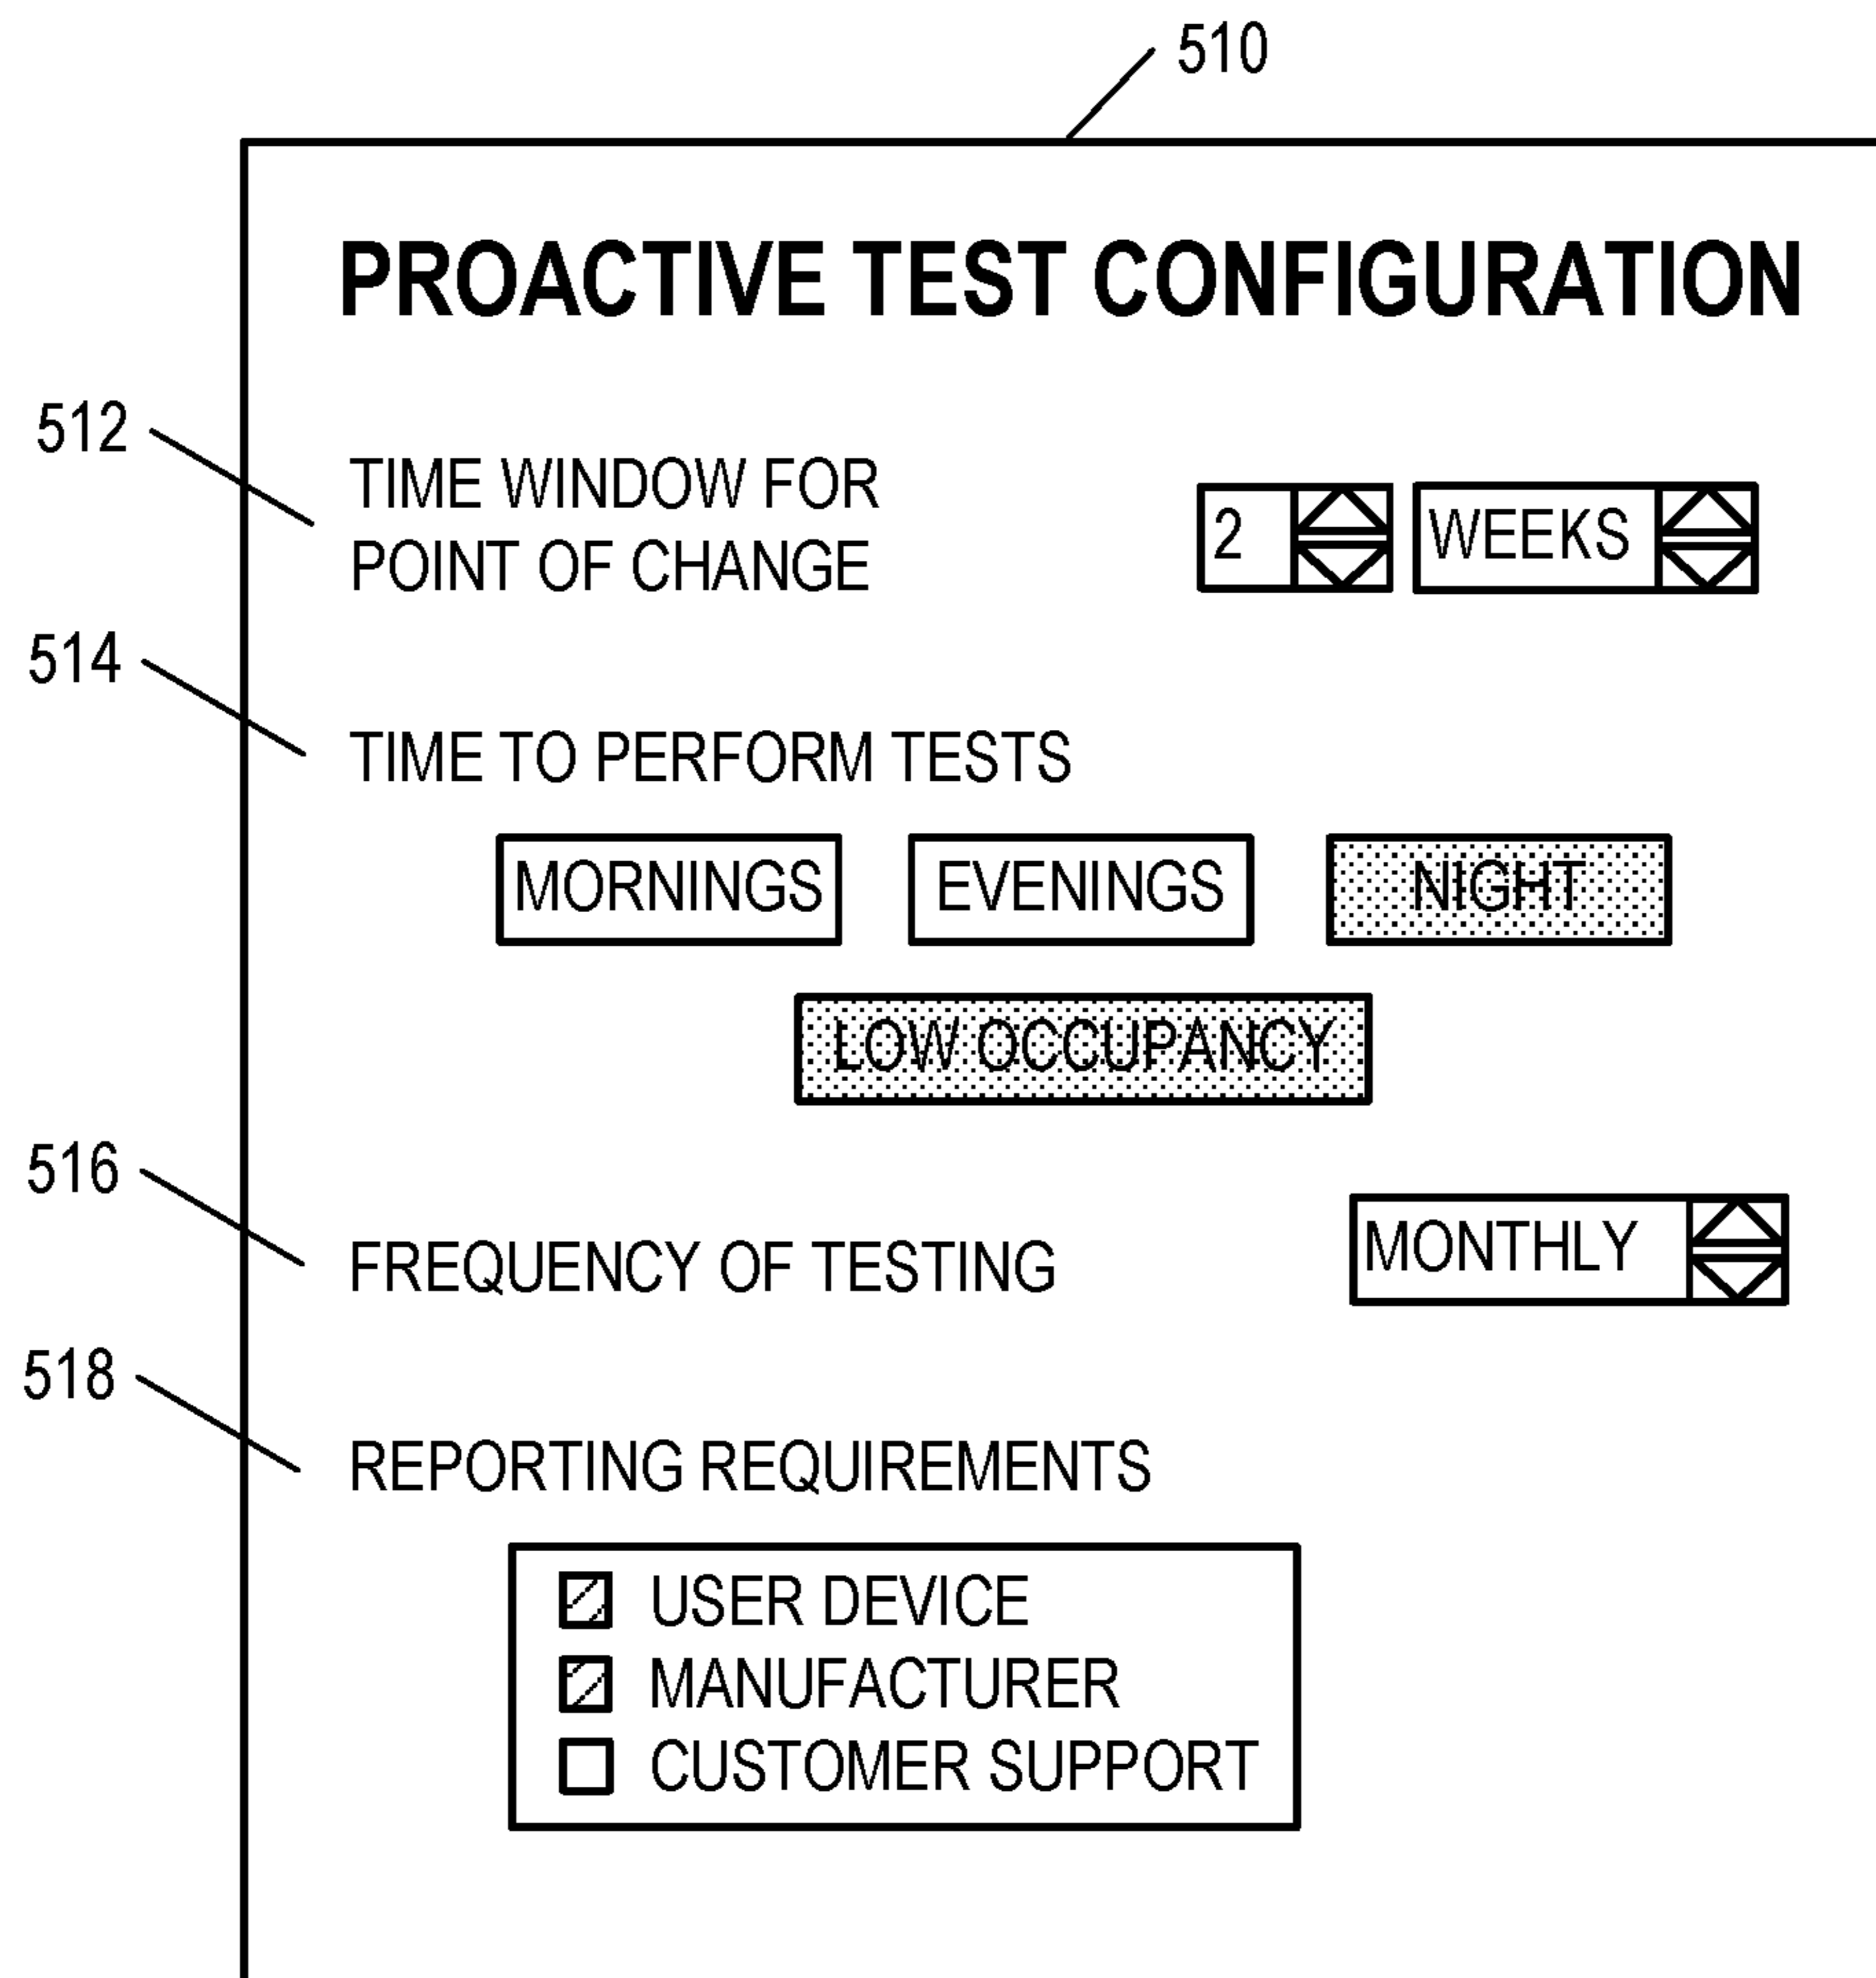 510
PROACTIVE TEST CONFIGURATION
512
TIME WINDOW FOR
POINT OF CHANGE
2
WEEKS
514
TIME TO PERFORM TESTS
MORNINGS
EVENINGS
NIGHT
LOW OCCUPANCY
516
FREQUENCY OF TESTING
MONTHLY
518
REPORTING REQUIREMENTS
USER DEVICE
MANUFACTURER
CUSTOMER SUPPORT